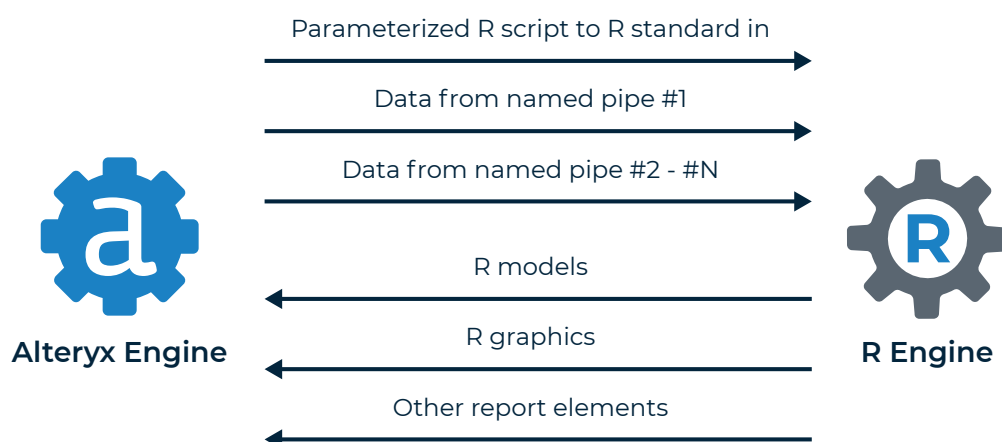 Parameterized R script to R standard in
Data from named pipe #1
Data from named pipe #2 - #N
a
R
R models
R graphics
Alteryx Engine
R Engine
Other report elements